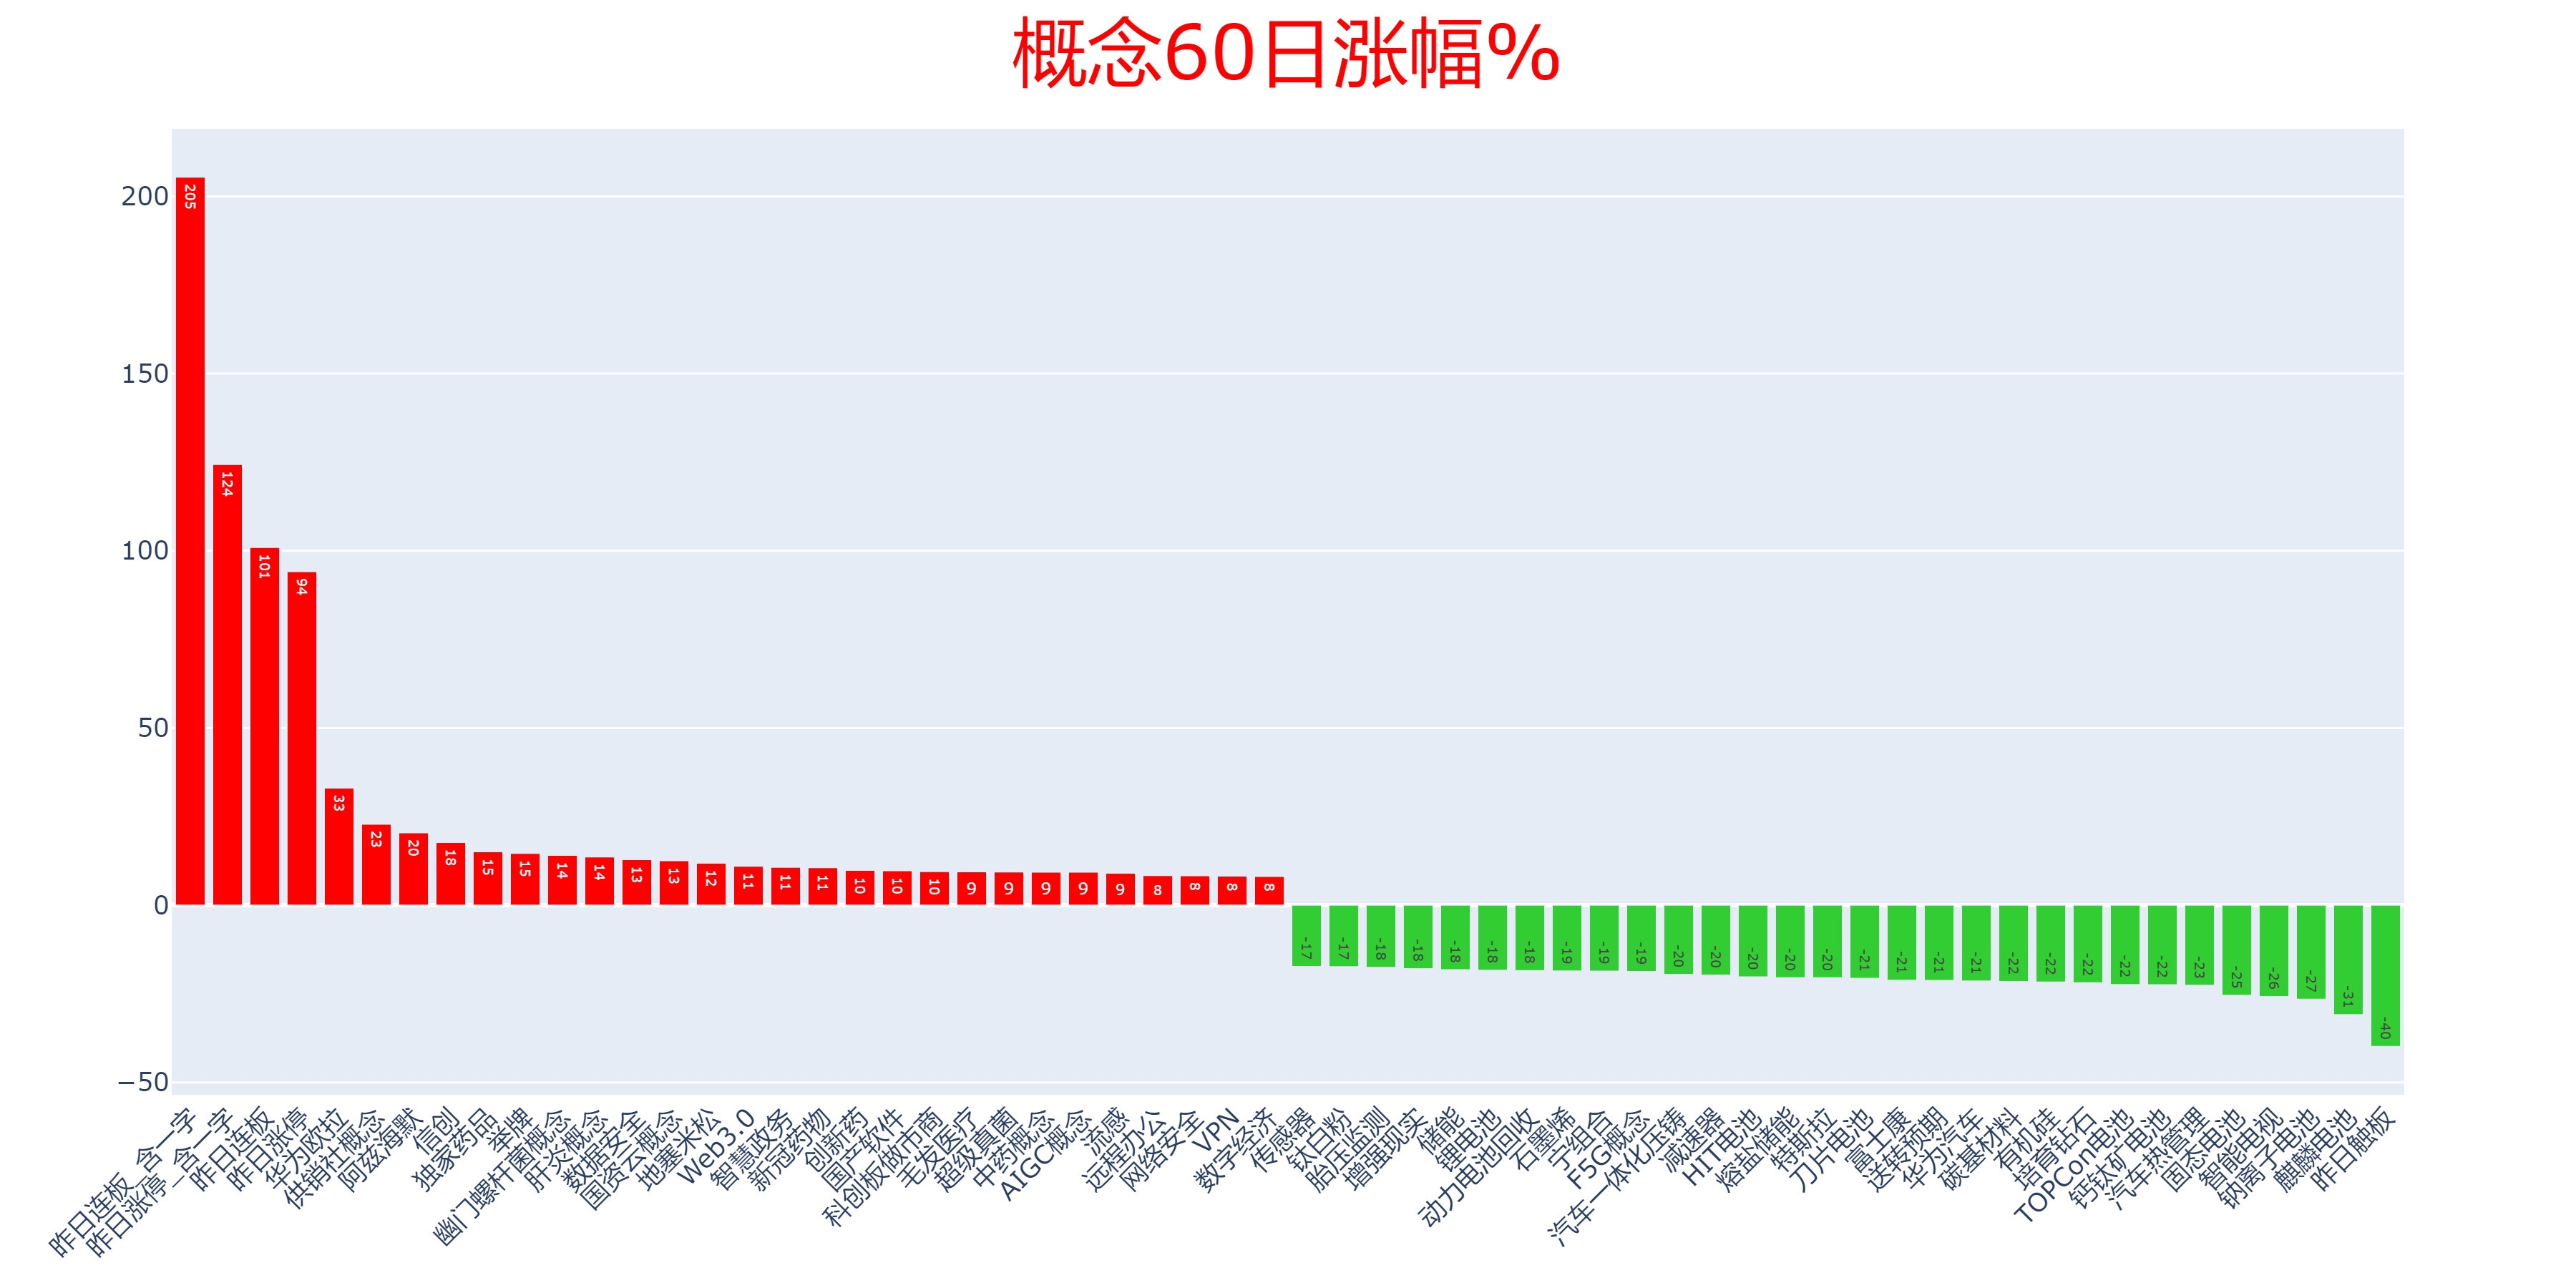 概念60日涨幅%
200
150
100
50
0
−50
205
124
101
94
33
23
20
18
15
15
14
14
13
13
12
11
11
11
10
10
10
9
9
9
9
9
8
8
8
8
-17
-17
-18
-18
-18
-18
-18
-19
-19
-19
-20
-20
-20
-20
-20
-21
-21
-21
-21
-22
-22
-22
-22
-22
-23
-25
-26
-27
-31
-40
昨日连板_含一字
昨日涨停_含一字
昨日连板
昨日涨停
华为欧拉
供销社概念
阿兹海默
信创
独家药品
举牌
幽门螺杆菌概念
肝炎概念
数据安全
国资云概念
地塞米松
Web3.0
智慧政务
新冠药物
创新药
国产软件
科创板做市商
毛发医疗
超级真菌
中药概念
AIGC概念
流感
远程办公
网络安全
VPN
数字经济
传感器
钛白粉
胎压监测
增强现实
储能
锂电池
动力电池回收
石墨烯
宁组合
F5G概念
汽车一体化压铸
减速器
HIT电池
熔盐储能
特斯拉
刀片电池
富士康
送转预期
华为汽车
碳基材料
有机硅
培育钻石
TOPCon电池
钙钛矿电池
汽车热管理
固态电池
智能电视
钠离子电池
麒麟电池
昨日触板